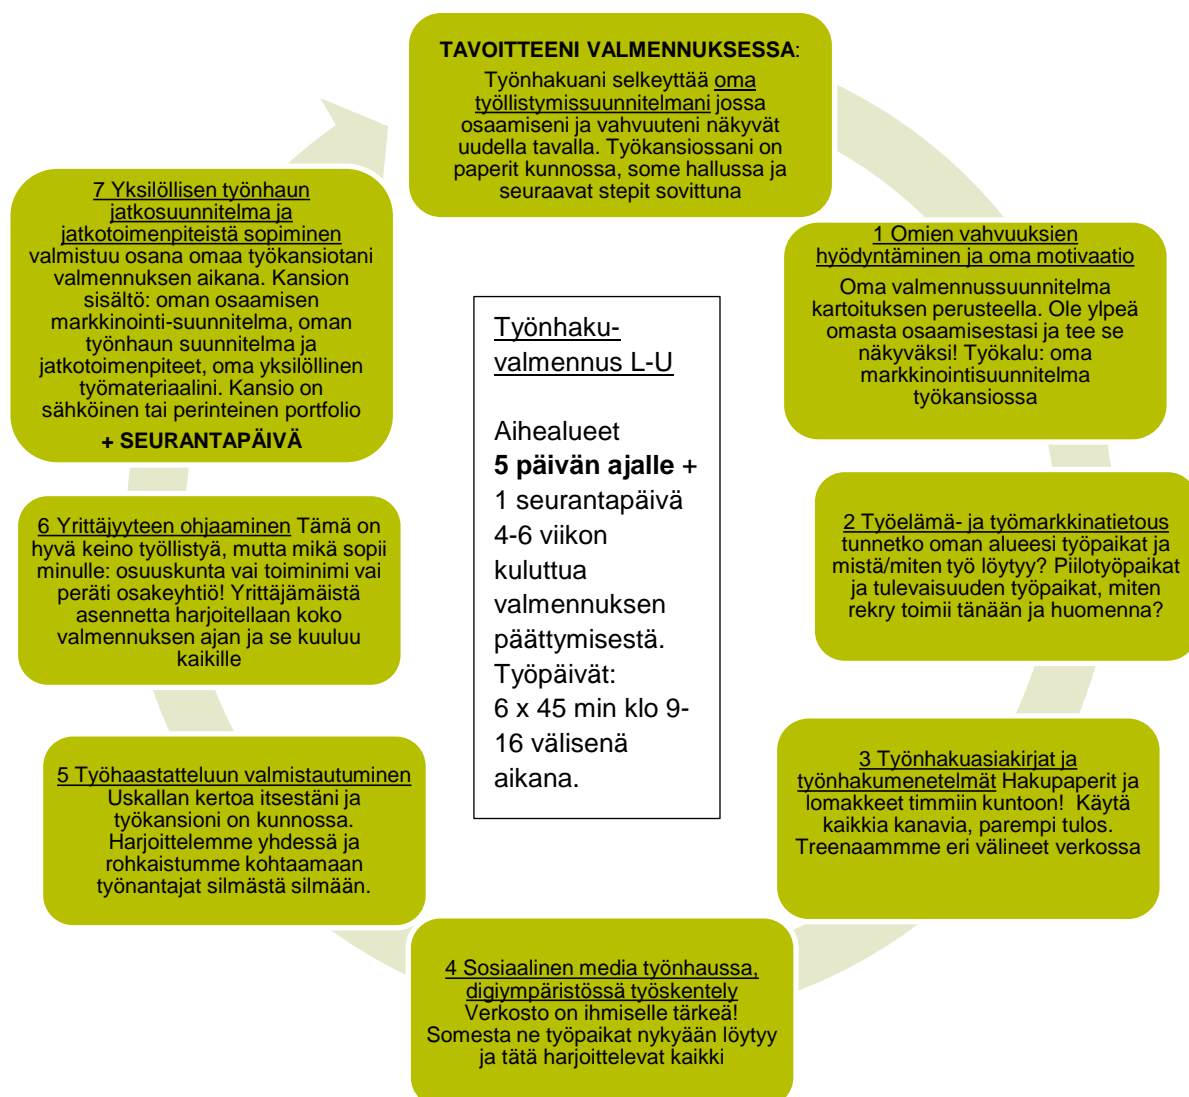 TAVOITTEENI VALMENNUKSESSA:
Työnhakuani selkeyttää oma
työllistymissuunnitelmani jossa
osaamiseni ja vahvuuteni näkyvät
uudella tavalla. Työkansiossani on
paperit kunnossa, some hallussa ja
seuraavat stepit sovittuna
1 Omien vahvuuksien
hyödyntäminen ja oma motivaatio
Oma valmennussuunnitelma
kartoituksen perusteella. Ole ylpeä
omasta osaamisestasi ja tee se
näkyväksi! Työkalu: oma
markkinointisuunnitelma
työkansiossa
2 Työelämä- ja työmarkkinatietous
tunnetko oman alueesi työpaikat ja
mistä/miten työ löytyy? Piilotyöpaikat
ja tulevaisuuden työpaikat, miten
rekry toimii tänään ja huomenna?
3 Työnhakuasiakirjat ja
työnhakumenetelmät Hakupaperit ja
lomakkeet timmiin kuntoon!  Käytä
kaikkia kanavia, parempi tulos.
Treenaammme eri välineet verkossa
4 Sosiaalinen media työnhaussa,
digiympäristössä työskentely
Verkosto on ihmiselle tärkeä!
Somesta ne työpaikat nykyään löytyy
ja tätä harjoittelevat kaikki
5 Työhaastatteluun valmistautuminen
Uskallan kertoa itsestäni ja
työkansioni on kunnossa.
Harjoittelemme yhdessä ja
rohkaistumme kohtaamaan
työnantajat silmästä silmään.
6 Yrittäjyyteen ohjaaminen Tämä on
hyvä keino työllistyä, mutta mikä sopii
minulle: osuuskunta vai toiminimi vai
peräti osakeyhtiö! Yrittäjämäistä
asennetta harjoitellaan koko
valmennuksen ajan ja se kuuluu
kaikille
7 Yksilöllisen työnhaun
jatkosuunnitelma ja
jatkotoimenpiteistä sopiminen
valmistuu osana omaa työkansiotani
valmennuksen aikana. Kansion
sisältö: oman osaamisen
markkinointi-suunnitelma, oman
työnhaun suunnitelma ja
jatkotoimenpiteet, oma yksilöllinen
työmateriaalini. Kansio on
sähköinen tai perinteinen portfolio
+ SEURANTAPÄIVÄ
Työnhaku-
valmennus L-U
Aihealueet
5 päivän ajalle +
1 seurantapäivä
4-6 viikon
kuluttua
valmennuksen
päättymisestä.
Työpäivät:
6 x 45 min klo 9-
16 välisenä
aikana.